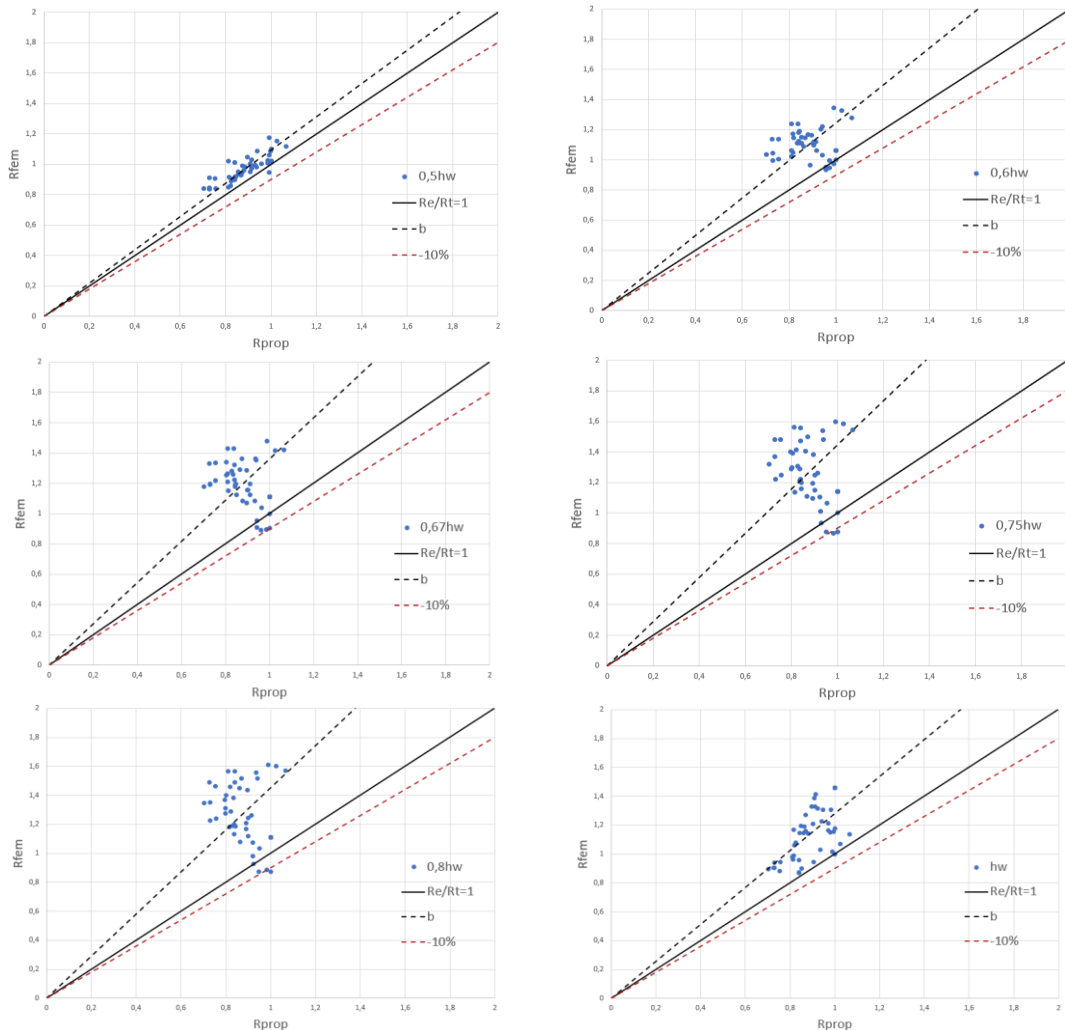 2
1,8
1,6
1,4
1,2
1
0,8
0,6
0,4
0,2
0
Rfem
0 0,2 0,4 0,6 0,8 1 1,2 1,4 1,6 1,8 2
Rprop
0,5hw
Re/Rt=1
b
-10%
2
1,8
1,6
1,4
1,2
1
0,8
0,6
0,4
0,2
0
Rfem
0 0,2 0,4 0,6 0,8 1 1,2 1,4 1,6 1,8
Rprop
0,6hw
Re/Rt=1
b
-10%
2
1,8
1,6
1,4
1,2
1
0,8
0,6
0,4
0,2
0
Rfem
0 0,2 0,4 0,6 0,8 1 1,2 1,4 1,6 1,8 2
Rprop
0,67hw
Re/Rt=1
b
-10%
2
1,8
1,6
1,4
1,2
1
0,8
0,6
0,4
0,2
0
Rfem
0 0,2 0,4 0,6 0,8 1 1,2 1,4 1,6 1,8
Rprop
0,75hw
Re/Rt=1
b
-10%
2
1,8
1,6
1,4
1,2
1
0,8
0,6
0,4
0,2
0
Rfem
0 0,2 0,4 0,6 0,8 1 1,2 1,4 1,6 1,8 2
Rprop
0,8hw
Re/Rt=1
b
-10%
2
1,8
1,6
1,4
1,2
1
0,8
0,6
0,4
0,2
0
Rfem
0 0,2 0,4 0,6 0,8 1 1,2 1,4 1,6 1,8 2
Rprop
hw
Re/Rt=1
b
-10%